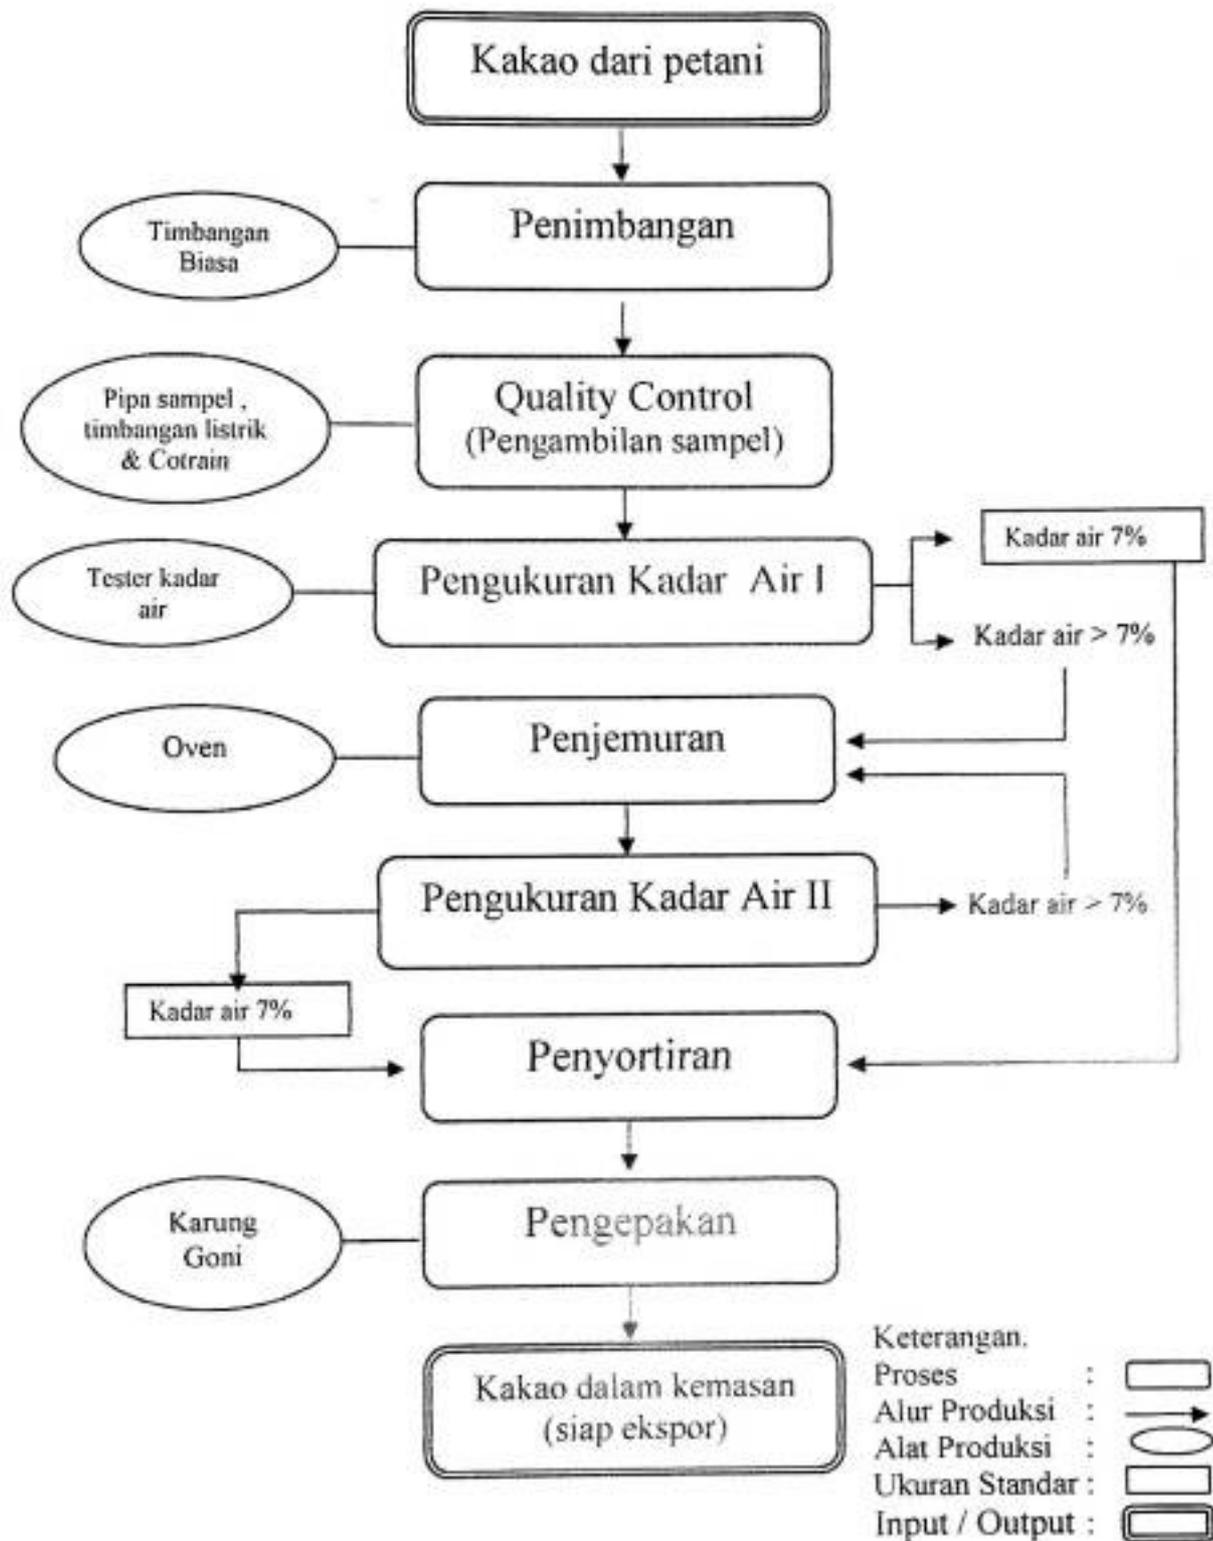 Kakao dari petani
Timbangan
Biasa
Penimbangan
Pipa sampel ,
timbangan listrik
& Cotrain
Quality Control
(Pengambilan sampel)
Tester kadar
air
Pengukuran Kadar Air I
Kadar air 7%
Kadar air > 7%
Oven
Penjemuran
Pengukuran Kadar Air II
Kadar air > 7%
Kadar air 7%
Penyortiran
Karung
Goni
Pengepakan
Kakao dalam kemasan
(siap ekspor)
Keterangan.
Proses :
Alur Produksi :
Alat Produksi :
Ukuran Standar :
Input / Output :